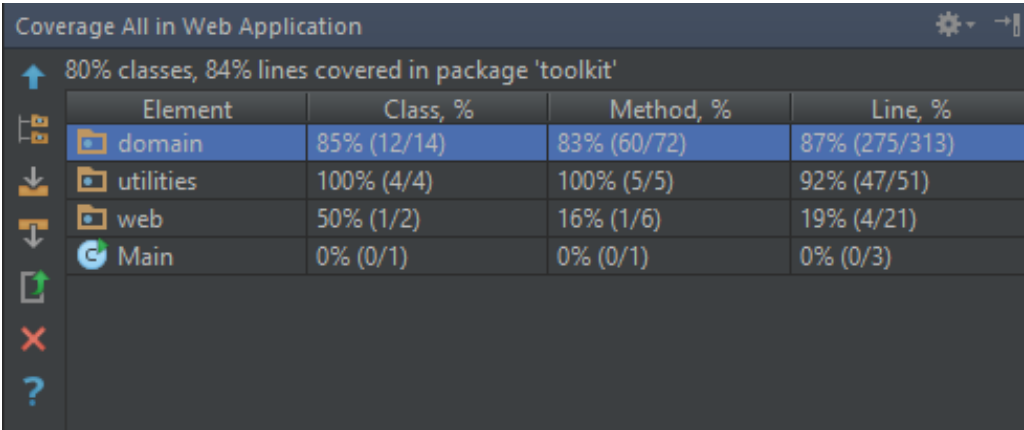 Coverage All in Web Application
80% classes, 84% lines covered in package 'toolkit'
Element Class, % Method, % Line, %
domain 85% (12/14) 83% (60/72) 87% (275/313)
utilities 100% (4/4) 100% (5/5) 92% (47/51)
web 50% (1/2) 16% (1/6) 19% (4/21)
C Main 0% (0/1) 0% (0/1) 0% (0/3)
?